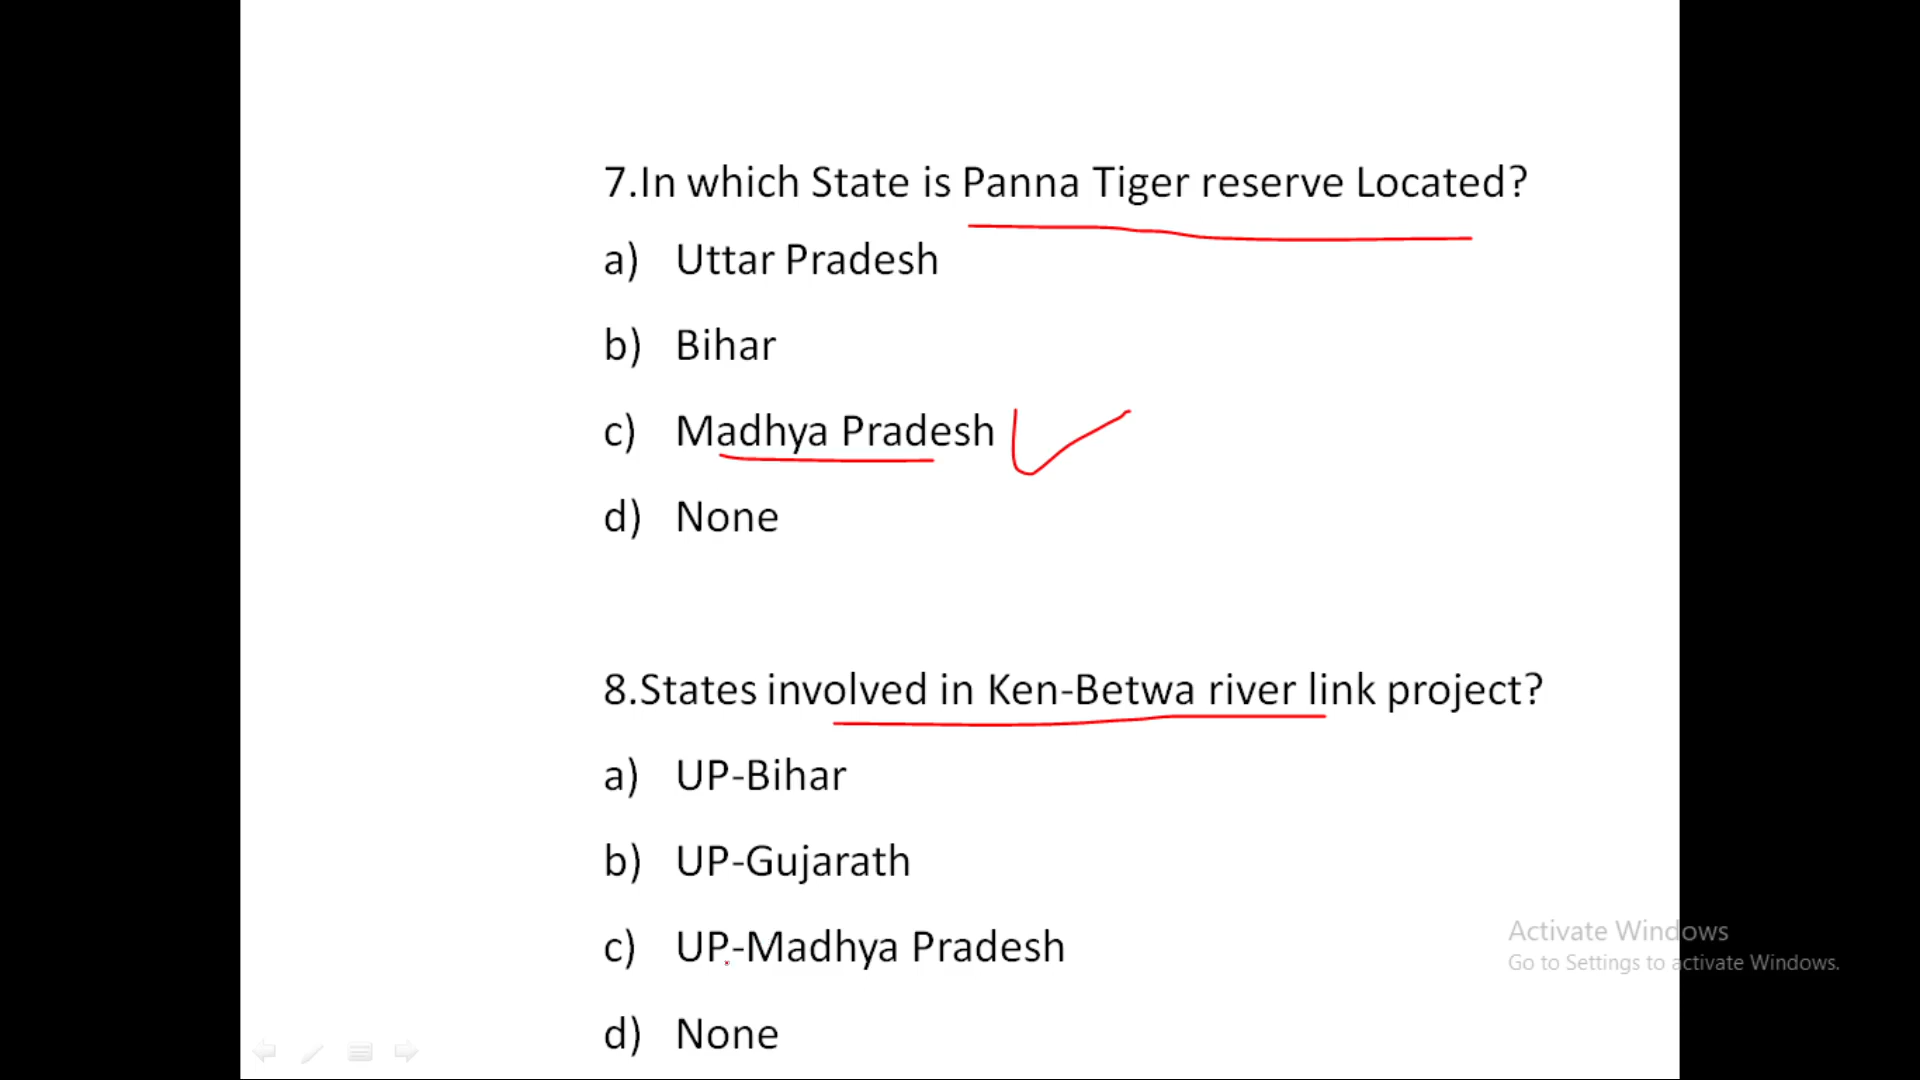 7.In which State is Panna Tiger reserve Located?
a) Uttar Pradesh
b) Bihar
c) Madhya Pradesh
d) None
8.States involved in Ken-Betwa river link project?
a) UP-Bihar
b) UP-Gujarath
c) UP-Madhya Pradesh
d) None
Activate Windows
Go to Settings to activate Windows.